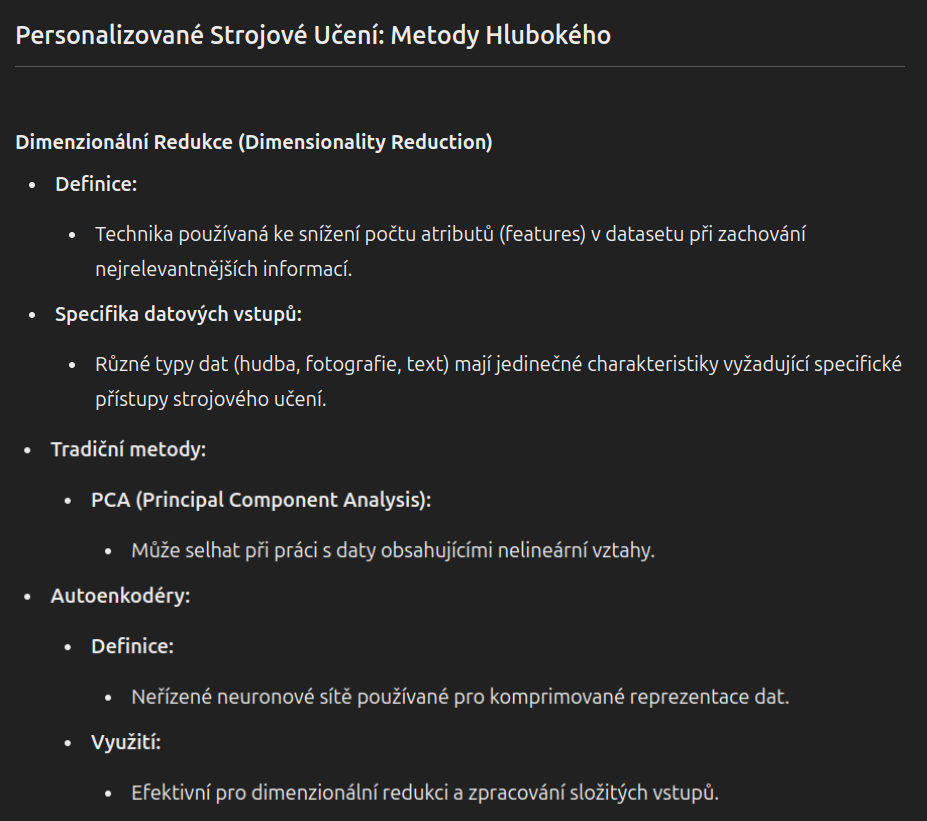 Personalizované Strojové Učení: Metody Hlubokého
Dimenzionální Redukce (Dimensionality Reduction)
• Definice:
• Technika používaná ke snížení počtu atributů (features) v datasetu při zachování
nejrelevantnějších informací.
• Specifika datových vstupů:
• Různé typy dat (hudba, fotografie, text) mají jedinečné charakteristiky vyžadující specifické
přístupy strojového učení.
• Tradiční metody:
• PCA (Principal Component Analysis):
• Může selhat při práci s daty obsahujícími nelineární vztahy.
• Autoenkodéry:
• Definice:
• Neřízené neuronové sítě používané pro komprimované reprezentace dat.
• Využití:
• Efektivní pro dimenzionální redukci a zpracování složitých vstupů.